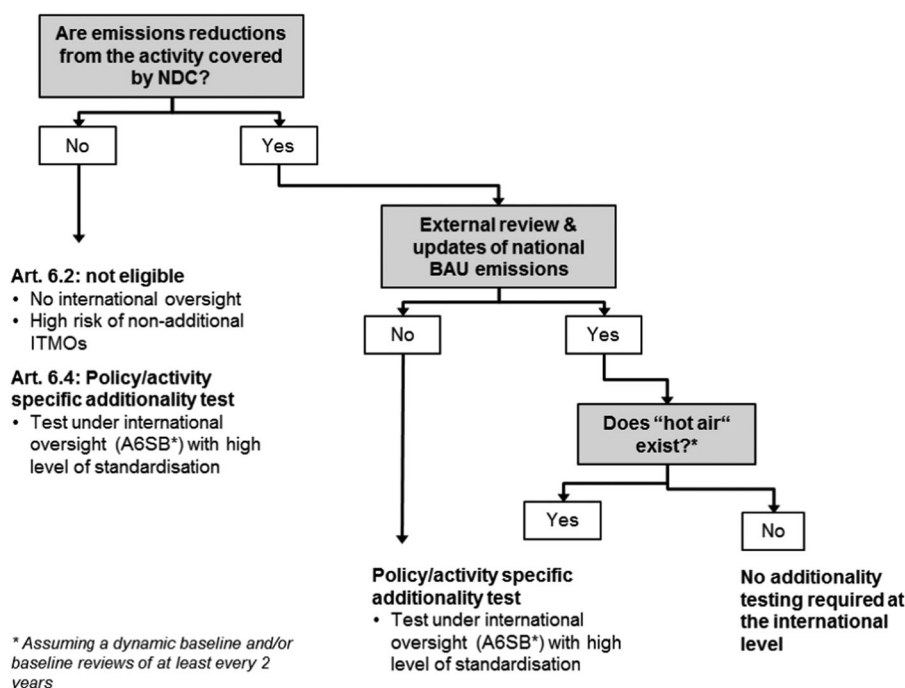 Are emissions reductions
from the activity covered
by NDC?
No
Yes
External review &
updates of national
BAU emissions
Art. 6.2: not eligible
• No international oversight
• High risk of non-additional
ITMOs
Art. 6.4: Policy/activity
specific additionality test
• Test under international
oversight (A6SB*) with high
level of standardisation
No
Yes
Does “hot air“
exist?*
Yes
No
Policy/activity specific
additionality test
• Test under international
oversight (A6SB*) with high
level of standardisation
No additionality
testing required at
the international
level
* Assuming a dynamic baseline and/or
baseline reviews of at least every 2
years